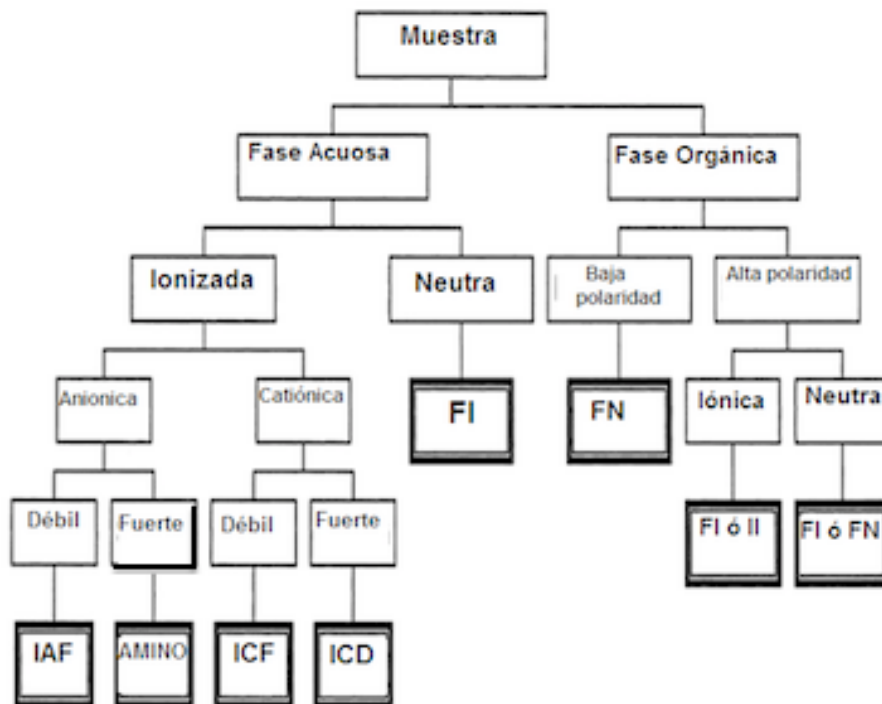 Muestra
Fase Acuosa
Fase Orgánica
Ionizada
Neutra
Baja
polaridad
Alta polaridad
Anionica
Catiónica
FI
FN
Iónica
Neutra
Débil
Fuerte
Débil
Fuerte
FI ó II
FI ó FN
IAF
AMINO
ICF
ICD